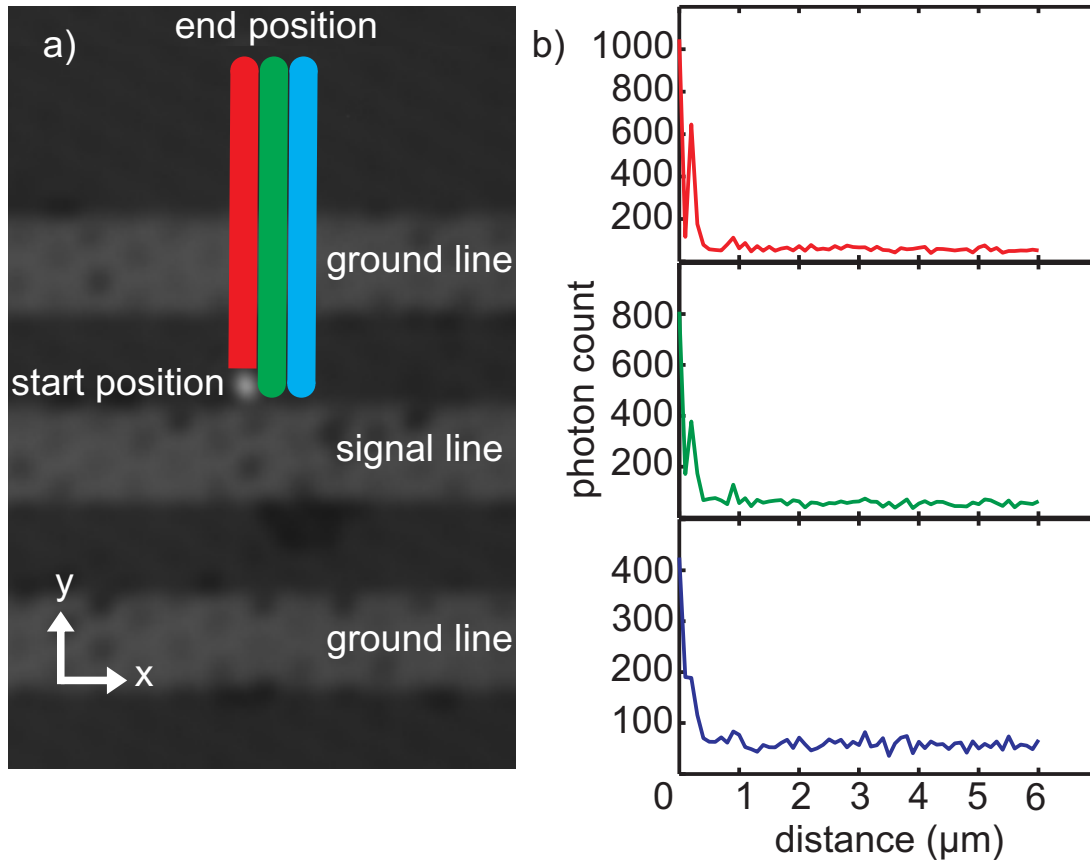 a)
end position
ground line
start position
signal line
ground line
y
x
b)
photon count
1000
800
600
400
200
800
600
400
200
400
300
200
100
0 1 2 3 4 5 6
distance (μm)